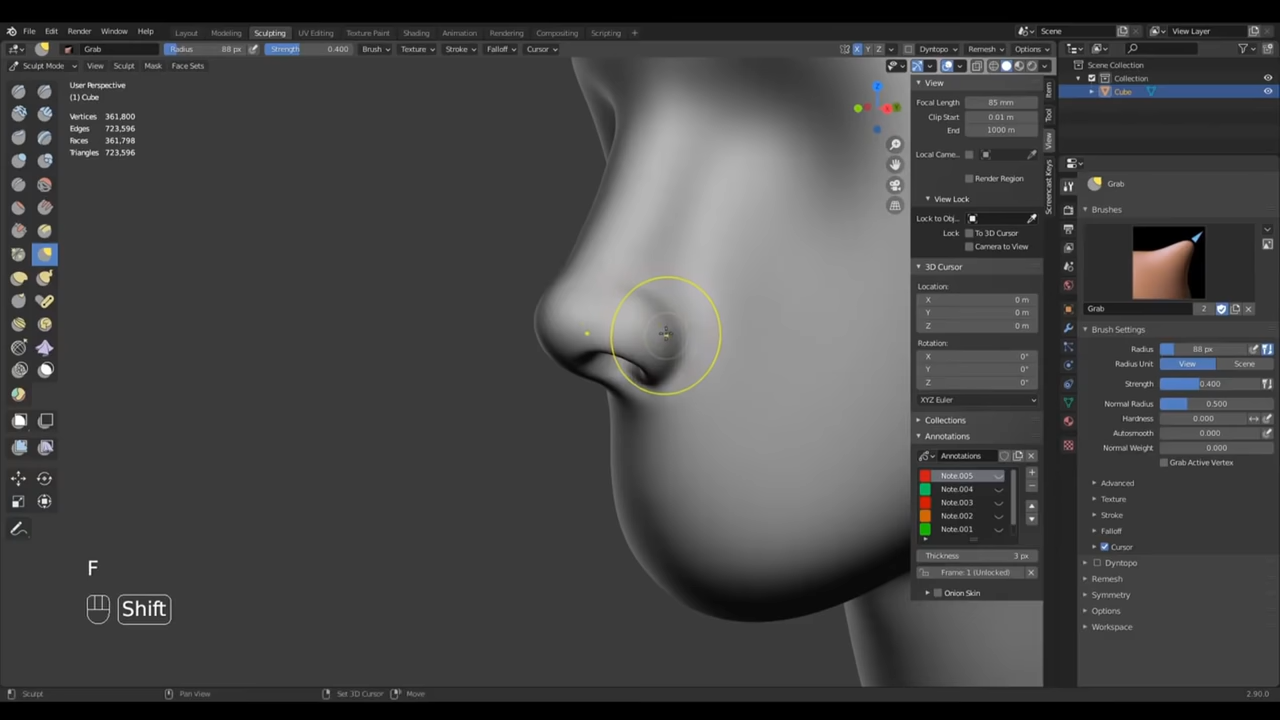 File Edit Render Window Help Layout Modeling Sculpting UV Editing Texture Paint Shading Animation Rendering Compositing Scripting + Scene View Layer
Grab Radius 88 px Strength 0.400 Brush Texture Stroke Falloff Cursor X Y Z Dyntopo Remesh Options
Sculpt Mode View Sculpt Mask Face Sets
User Perspective
(1) Cube
Vertices 361,800
Edges 723,596
Faces 361,798
Triangles 723,596
F
Shift
View
Focal Length 85 mm
Clip Start 0.01 m
End 1000 m
Local Came...
Render Region
View Lock
Lock to Obj...
Lock To 3D Cursor
Camera to View
3D Cursor
Location:
X 0 m
Y 0 m
Z 0 m
Rotation:
X 0°
Y 0°
Z 0°
XYZ Euler
Collections
Annotations
Annotations
Note.005
Note.004
Note.003
Note.002
Note.001
Thickness 3 px
Frame: 1 (Unlocked)
Onion Skin
Item
Tool
View
Screencast Keys
Scene Collection
Collection
Cube
Grab
Brushes
Grab 2
Brush Settings
Radius 88 px
Radius Unit View Scene
Strength 0.400
Normal Radius 0.500
Hardness 0.000
Autosmooth 0.000
Normal Weight 0.000
Grab Active Vertex
Advanced
Texture
Stroke
Falloff
Cursor
Dyntopo
Remesh
Symmetry
Options
Workspace
Sculpt Pan View Set 3D Cursor Move 2.90.0